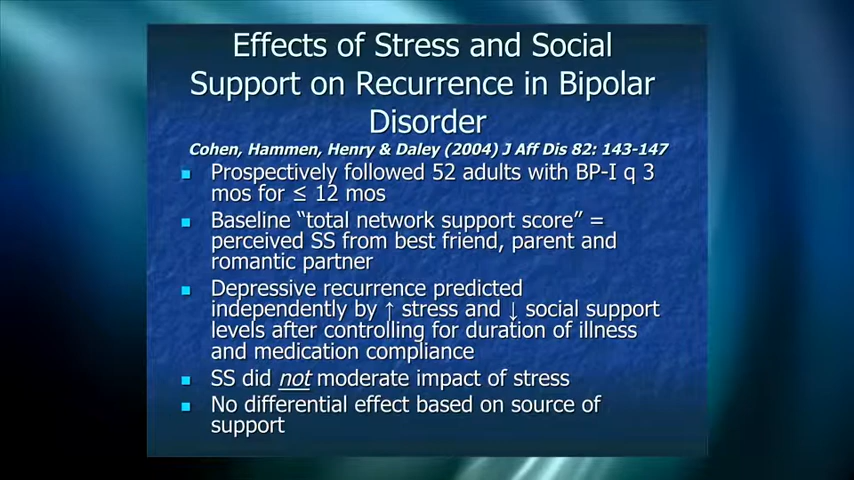 Effects of Stress and Social
Support on Recurrence in Bipolar
Disorder
Cohen, Hammen, Henry & Daley (2004) J Aff Dis 82: 143-147
Prospectively followed 52 adults with BP-I q 3
mos for ≤ 12 mos
Baseline “total network support score” =
perceived SS from best friend, parent and
romantic partner
Depressive recurrence predicted
independently by ↑ stress and ↓ social support
levels after controlling for duration of illness
and medication compliance
SS did not moderate impact of stress
No differential effect based on source of
support